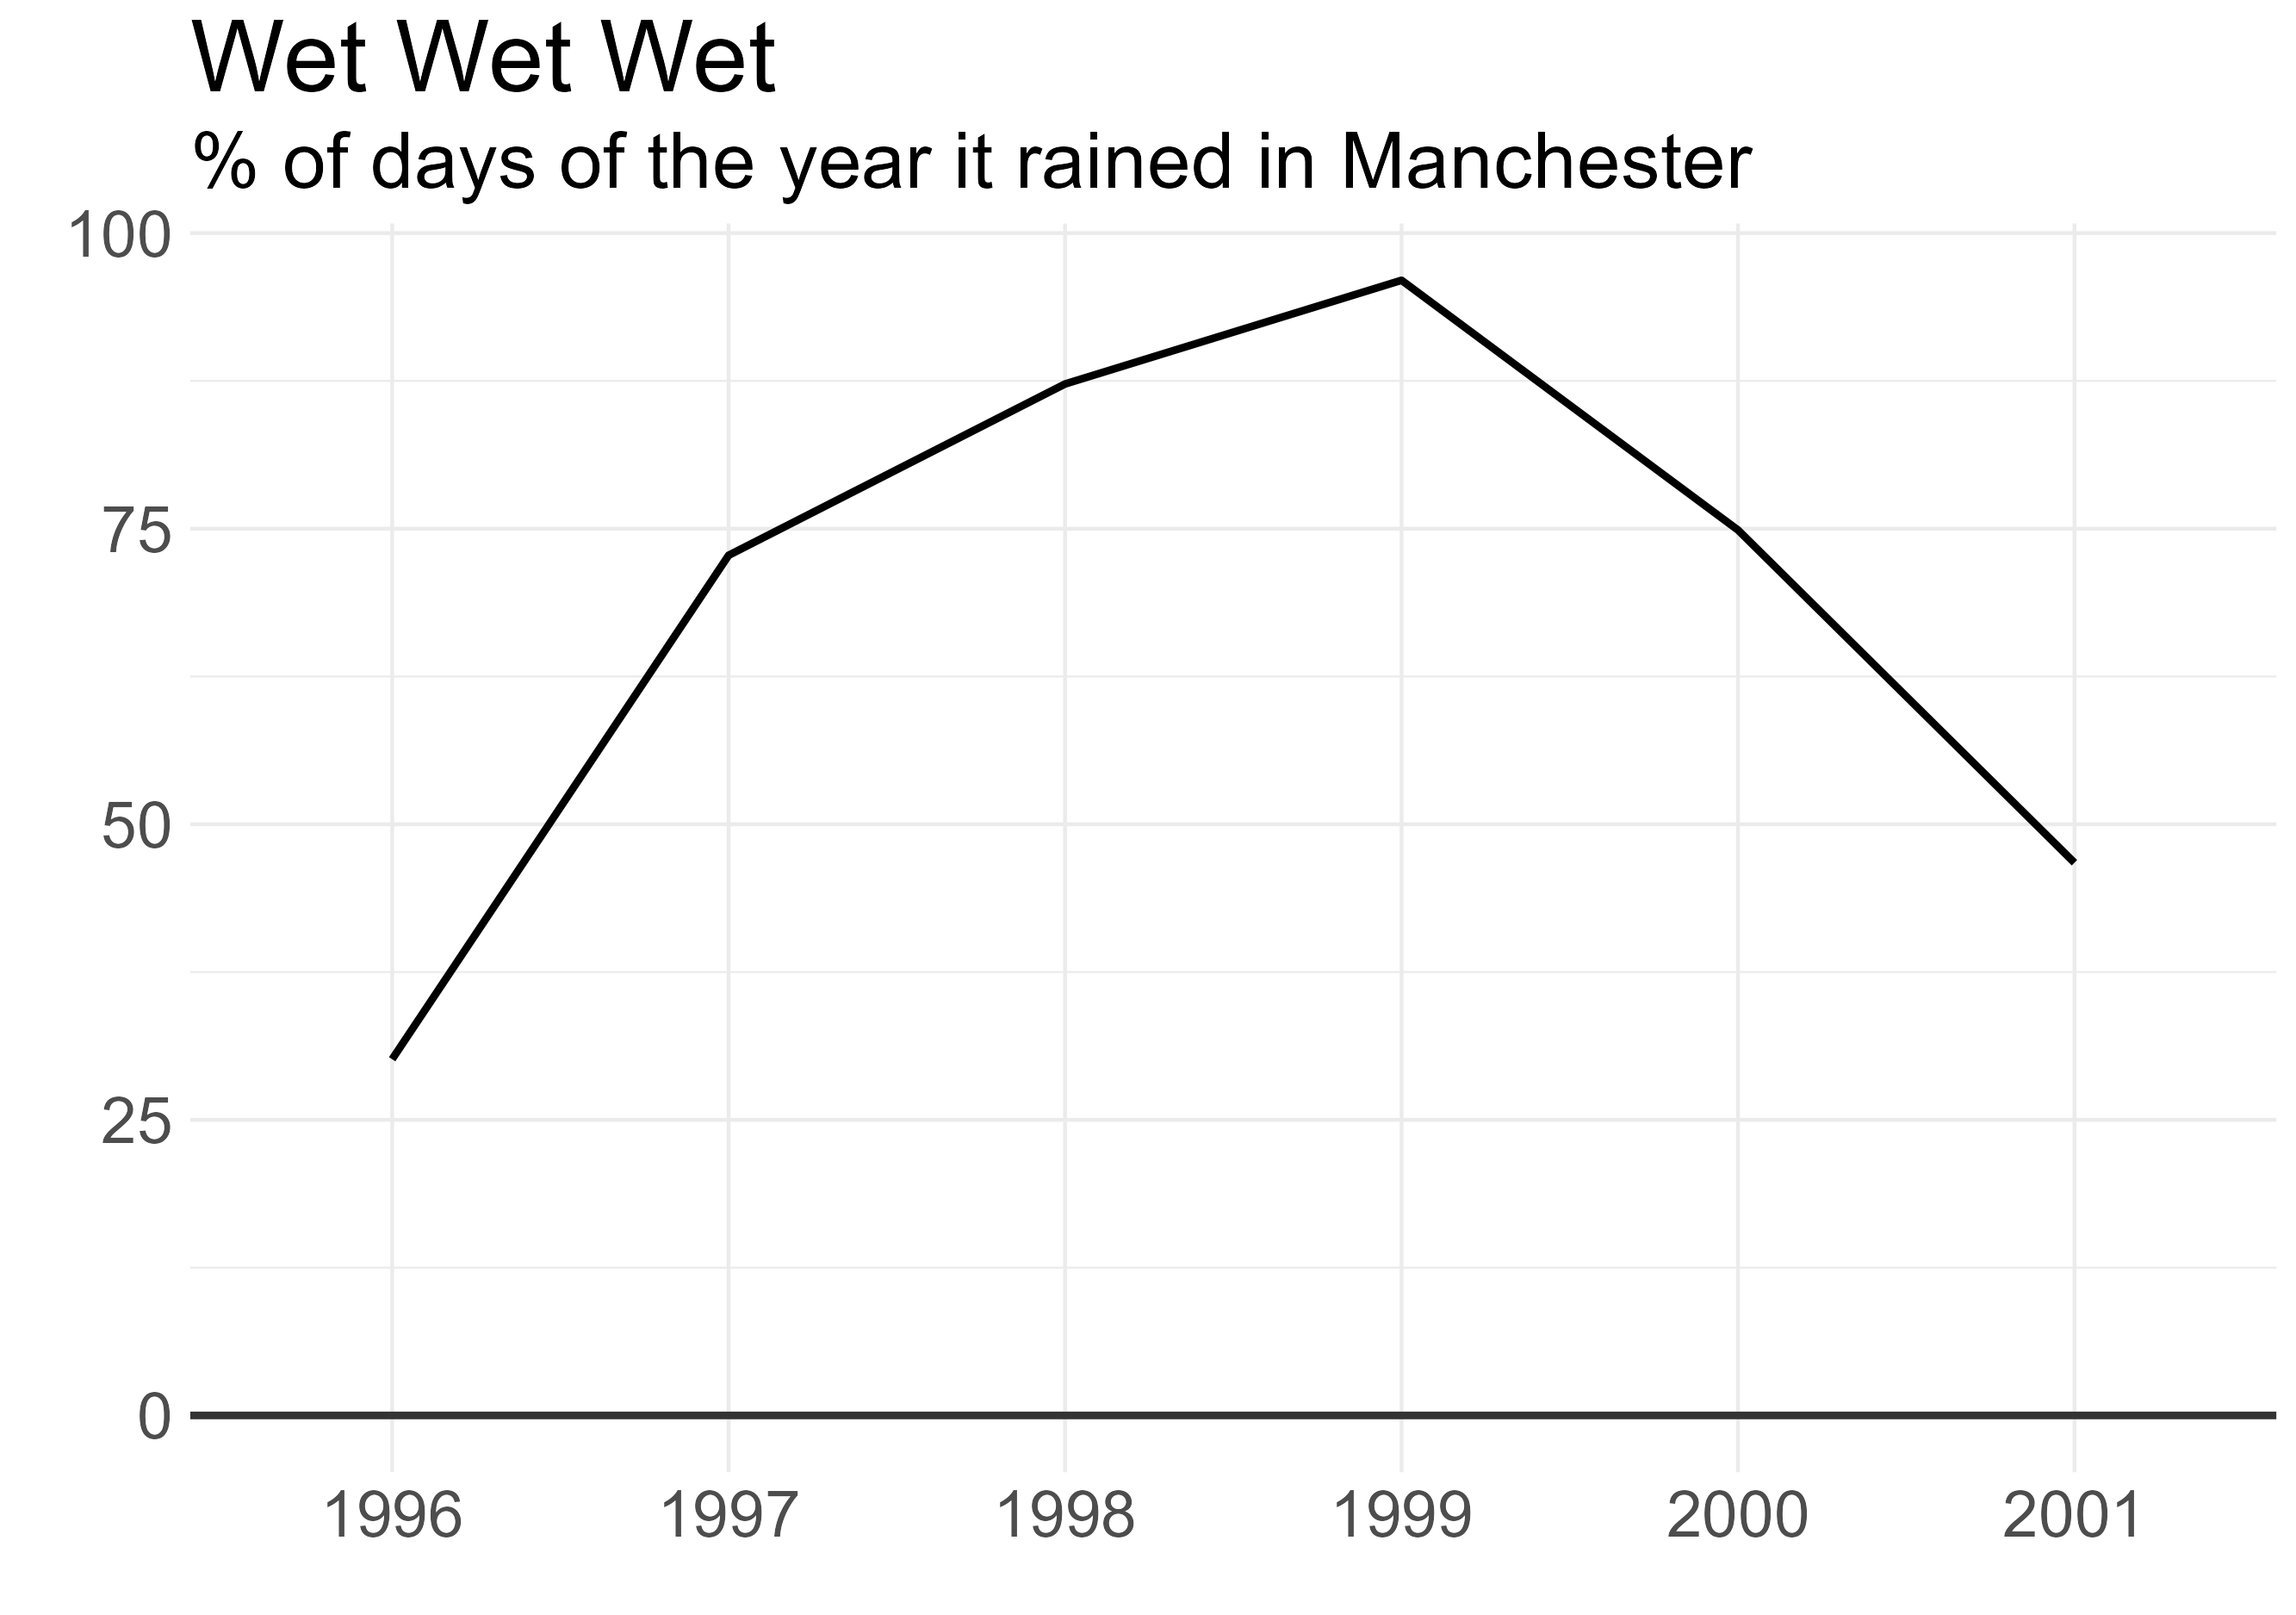 Wet Wet Wet
% of days of the year it rained in Manchester
100
75
50
25
0
1996 1997 1998 1999 2000 2001